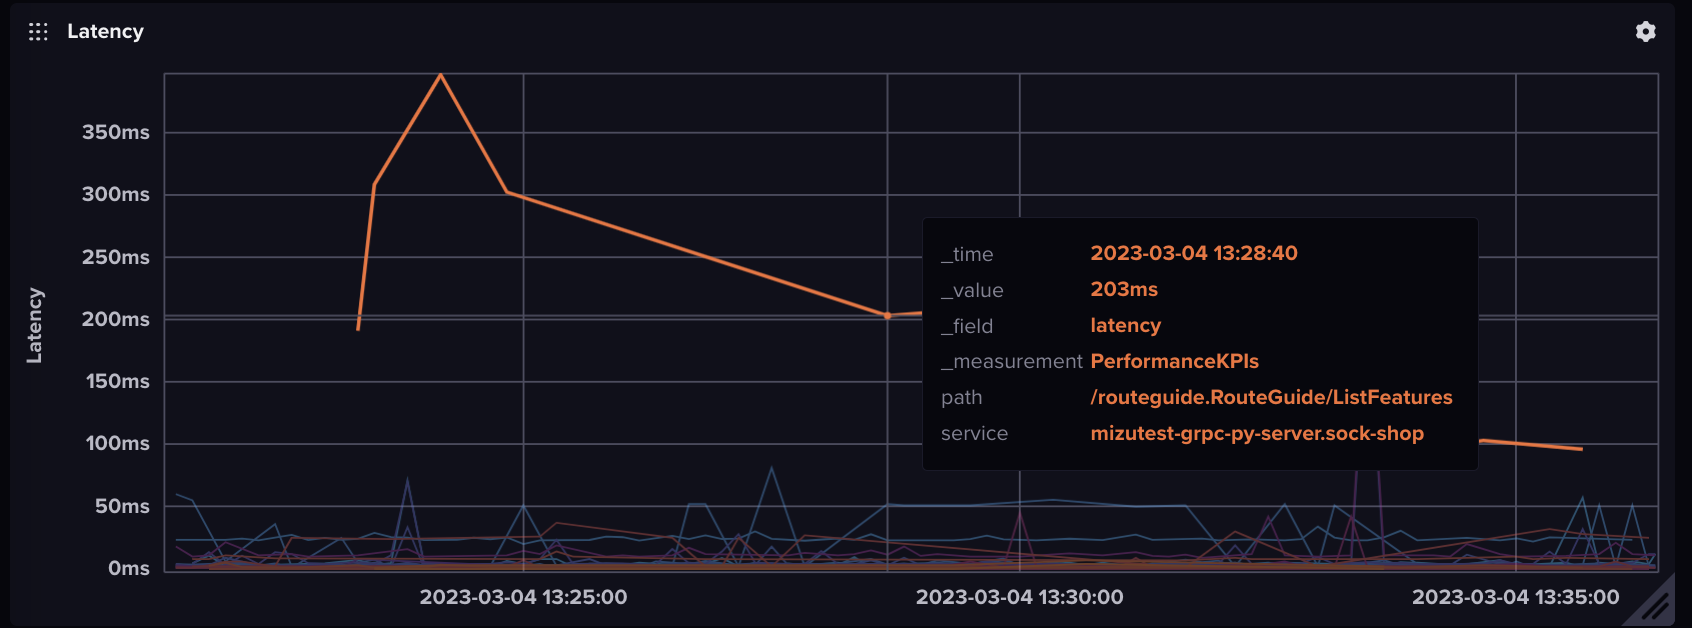 Latency
350ms
300ms
250ms
200ms
150ms
100ms
50ms
0ms
Latency
_time 2023-03-04 13:28:40
_value 203ms
_field latency
_measurement PerformanceKPIs
path /routeguide.RouteGuide/ListFeatures
service mizutest-grpc-py-server.sock-shop
2023-03-04 13:25:00 2023-03-04 13:30:00 2023-03-04 13:35:00